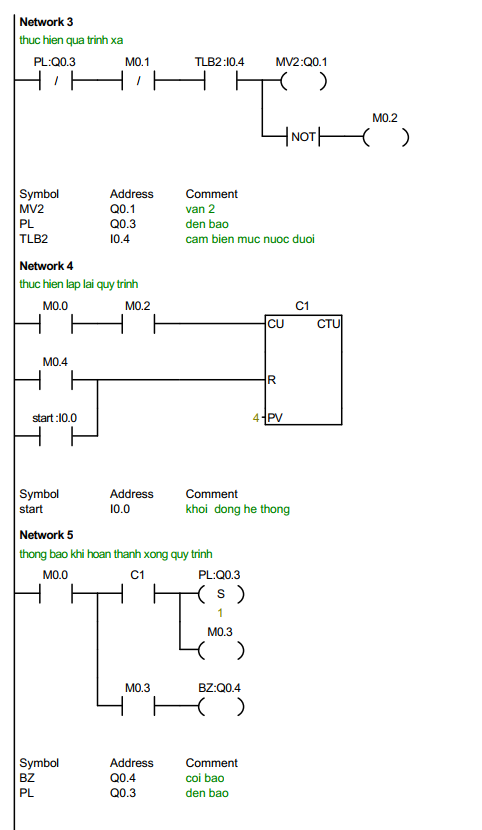 Network 3
thuc hien qua trinh xa
PL:Q0.3 M0.1 TLB2:I0.4 MV2:Q0.1
/ /
M0.2
NOT
Symbol Address Comment
MV2 Q0.1 van 2
PL Q0.3 den bao
TLB2 I0.4 cam bien muc nuoc duoi
Network 4
thuc hien lap lai quy trinh
M0.0 M0.2 C1
CU CTU
M0.4
R
start:I0.0
4 PV
Symbol Address Comment
start I0.0 khoi dong he thong
Network 5
thong bao khi hoan thanh xong quy trinh
M0.0 C1 PL:Q0.3
S
1
M0.3
M0.3 BZ:Q0.4
Symbol Address Comment
BZ Q0.4 coi bao
PL Q0.3 den bao